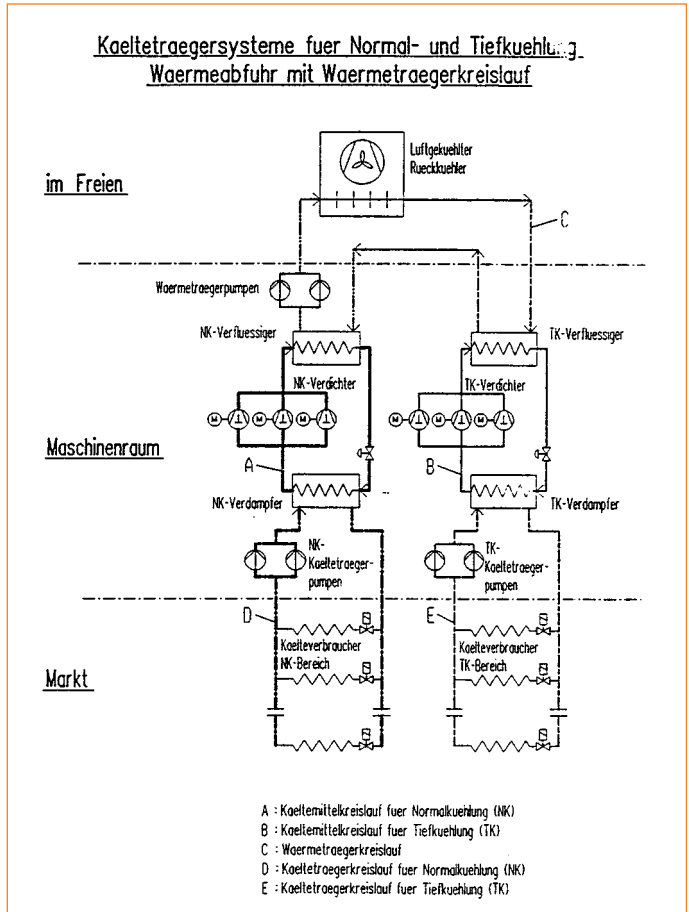 Kaeltetraegersysteme fuer Normal- und Tiefkuehlung
Waermeabfuhr mit Waermetraegerkreislauf
Luftgekuehlter
Rueckkuehler
im Freien
C
Waermetraegerpumpen
NK-Verfluessiger
TK-Verfluessiger
NK-Verdichter
TK-Verdichter
M
M
M
M
M
M
Maschinenraum
A
B
NK-Verdampfer
TK-Verdampfer
NK-
Kaeltetraeger-
pumpen
TK-
Kaeltetraeger-
pumpen
D
E
Kaelteverbraucher
NK-Bereich
Kaelteverbraucher
TK-Bereich
Markt
A : Kaeltemittelkreislauf fuer Normalkuehlung (NK)
B : Kaeltemittelkreislauf fuer Tiefkuehlung (TK)
C : Waermetraegerkreislauf
D : Kaeltetraegerkreislauf fuer Normalkuehlung (NK)
E : Kaeltetraegerkreislauf fuer Tiefkuehlung (TK)